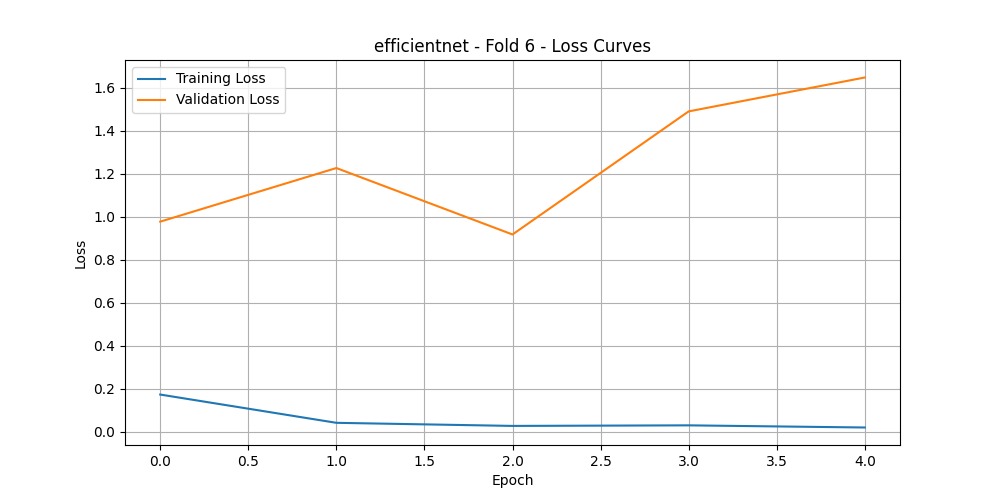 efficientnet - Fold 6 - Loss Curves
Training Loss
Validation Loss
1.6
1.4
1.2
1.0
0.8
0.6
0.4
0.2
0.0
Loss
0.0 0.5 1.0 1.5 2.0 2.5 3.0 3.5 4.0
Epoch